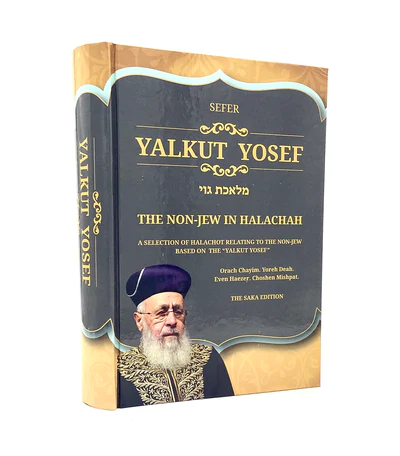 SEFER
YALKUT YOSEF
מלאכת גוי
THE NON-JEW IN HALACHAH
A SELECTION OF HALACHOT RELATING TO THE NON-JEW
BASED ON THE "YALKUT YOSEF"
Orach Chayim. Yoreh Deah.
Even Haezer. Choshen Mishpat.
THE SAKA EDITION
YALKUT YOSEF